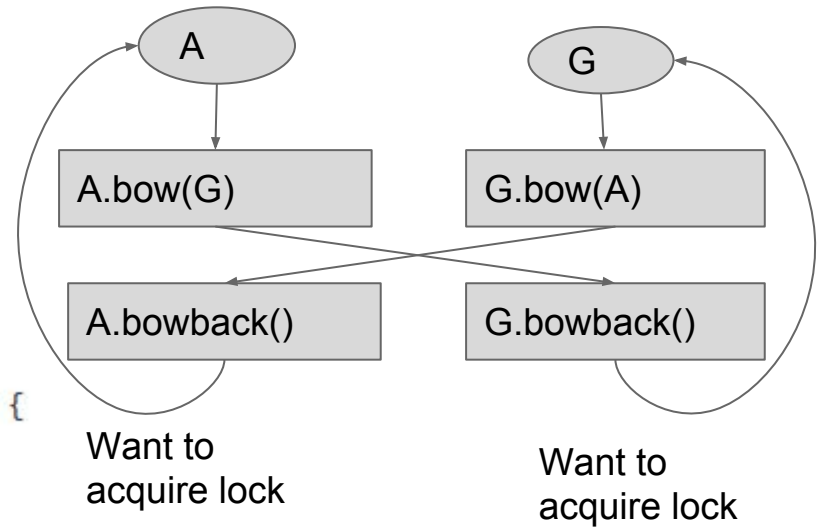 A
G
A.bow(G)
G.bow(A)
A.bowback()
G.bowback()
{
Want to
acquire lock
Want to
acquire lock